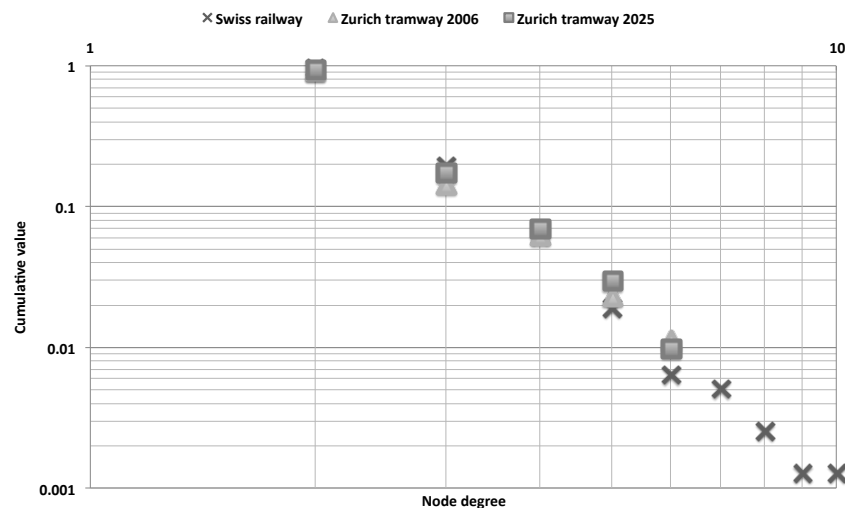 Swiss railway Zurich tramway 2006 Zurich tramway 2025
1 10
1
0.1
0.01
0.001
Cumulative value
Node degree